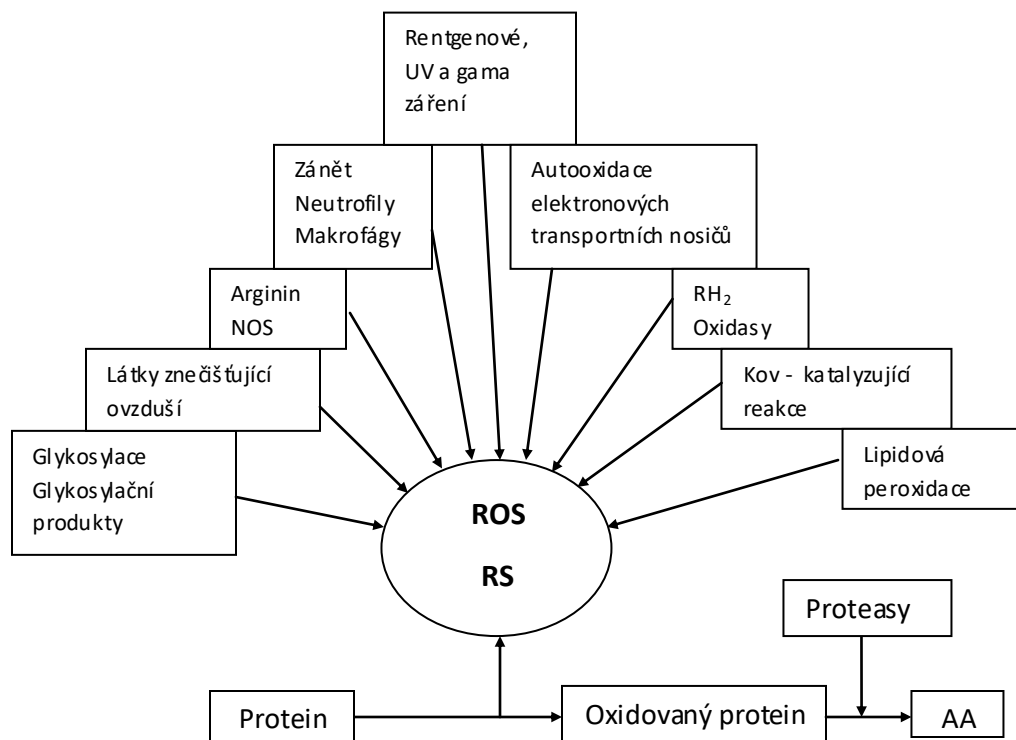 Rentgenové,
UV a gama
záření
Zánět
Neutrofily
Makrofágy
Autooxidace
elektronových
transportních nosičů
Arginin
NOS
RH₂
Oxidasy
Látky znečišťující
ovzduší
Kov - katalyzující
reakce
Glykosylace
Glykosylační
produkty
Lipidová
peroxidace
ROS
RS
Proteasy
Protein
Oxidovaný protein
AA